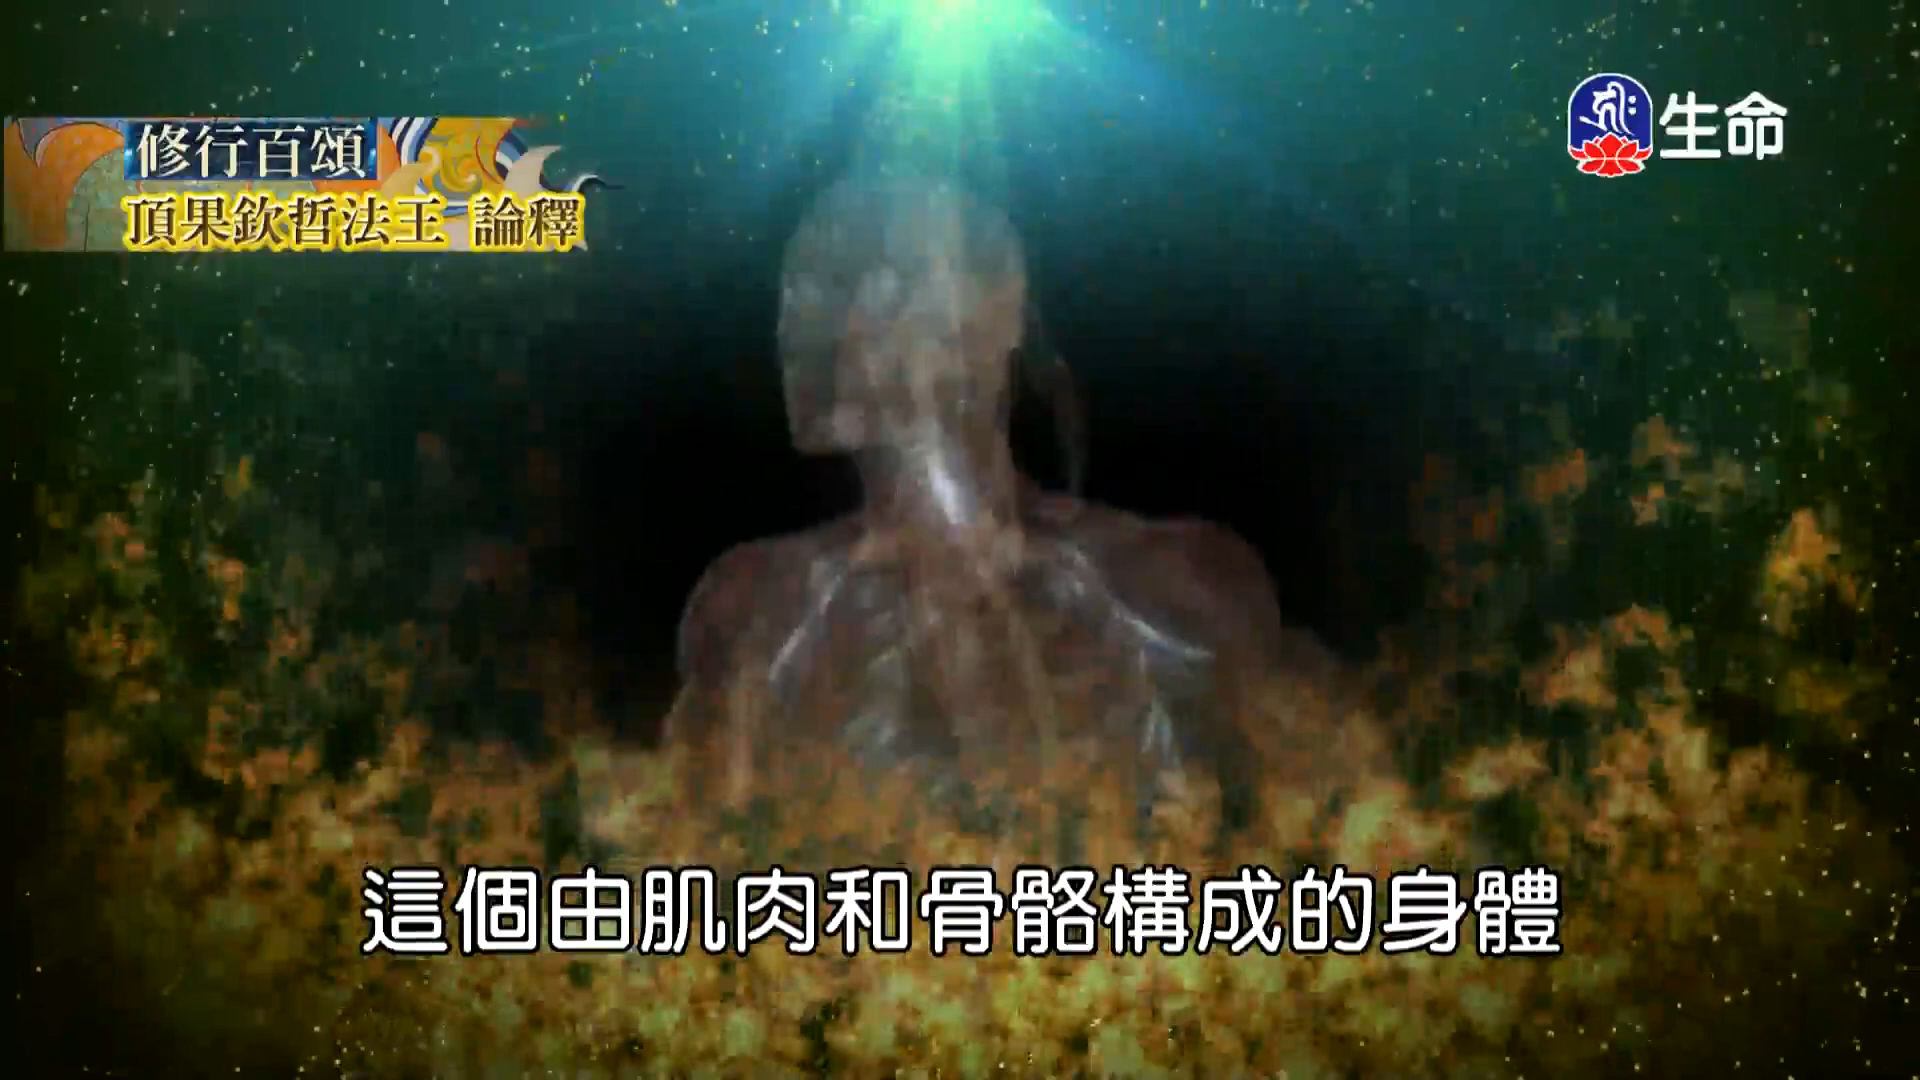 修行百頌
頂果欽哲法王 論釋
生命
這個由肌肉和骨骼構成的身體